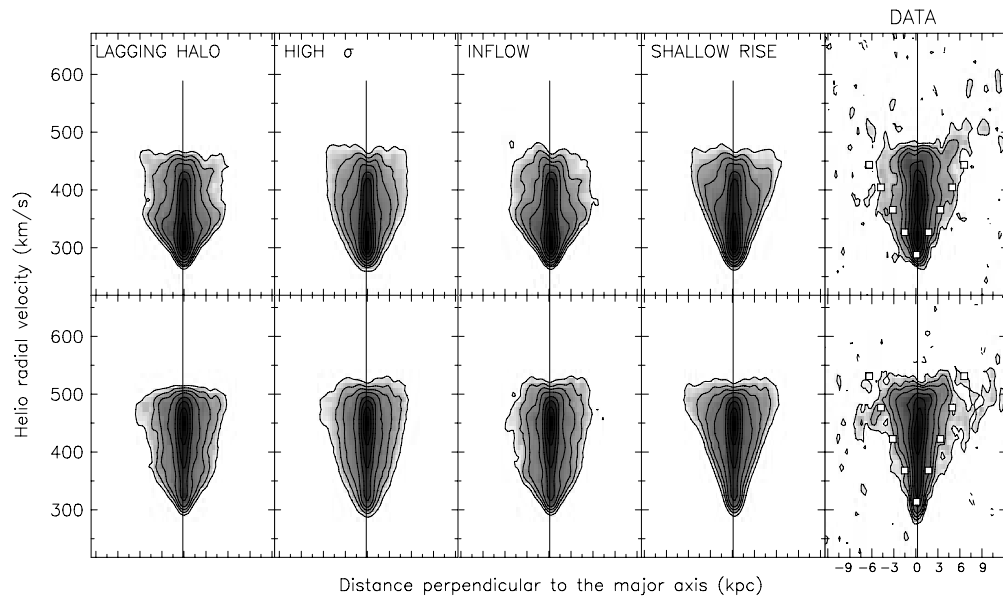 DATA
LAGGING HALO HIGH σ INFLOW SHALLOW RISE
600
500
400
300
600
500
400
300
Helio radial velocity (km/s)
-9 -6 -3 0 3 6 9
Distance perpendicular to the major axis (kpc)